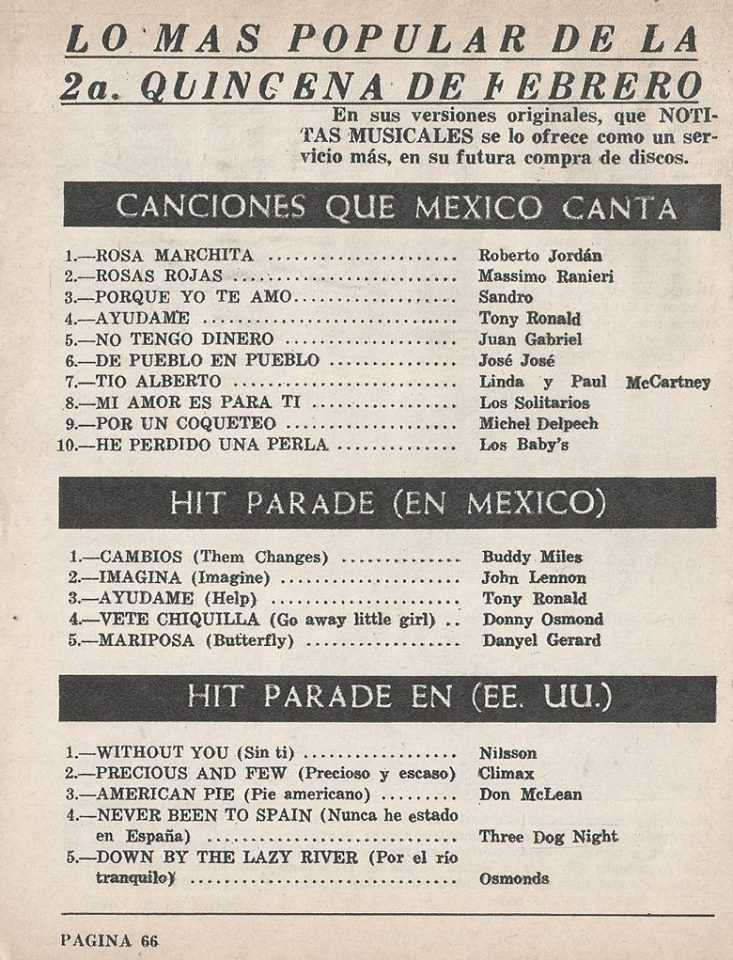 LO MAS POPULAR DE LA
2a. QUINCENA DE FEBRERO
En sus versiones originales, que NOTI-
TAS MUSICALES se lo ofrece como un ser-
vicio más, en su futura compra de discos.
CANCIONES QUE MEXICO CANTA
1.—ROSA MARCHITA ...................... Roberto Jordán
2.—ROSAS ROJAS .......................... Massimo Ranieri
3.—PORQUE YO TE AMO................... Sandro
4.—AYUDAME .............................. Tony Ronald
5.—NO TENGO DINERO .................... Juan Gabriel
6.—DE PUEBLO EN PUEBLO ............... José José
7.—TIO ALBERTO .......................... Linda y Paul McCartney
8.—MI AMOR ES PARA TI ................. Los Solitarios
9.—POR UN COQUETEO .................... Michel Delpech
10.—HE PERDIDO UNA PERLA .............. Los Baby's
HIT PARADE (EN MEXICO)
1.—CAMBIOS (Them Changes) .............. Buddy Miles
2.—IMAGINA (Imagine) ..................... John Lennon
3.—AYUDAME (Help) ........................ Tony Ronald
4.—VETE CHIQUILLA (Go away little girl) .. Donny Osmond
5.—MARIPOSA (Butterfly) ................... Danyel Gerard
HIT PARADE EN (EE. UU.)
1.—WITHOUT YOU (Sin ti) .................. Nilsson
2.—PRECIOUS AND FEW (Precioso y escaso) Climax
3.—AMERICAN PIE (Pie americano) ......... Don McLean
4.—NEVER BEEN TO SPAIN (Nunca he estado
en España) ............................. Three Dog Night
5.—DOWN BY THE LAZY RIVER (Por el río
tranquilo) ............................... Osmonds
PAGINA 66